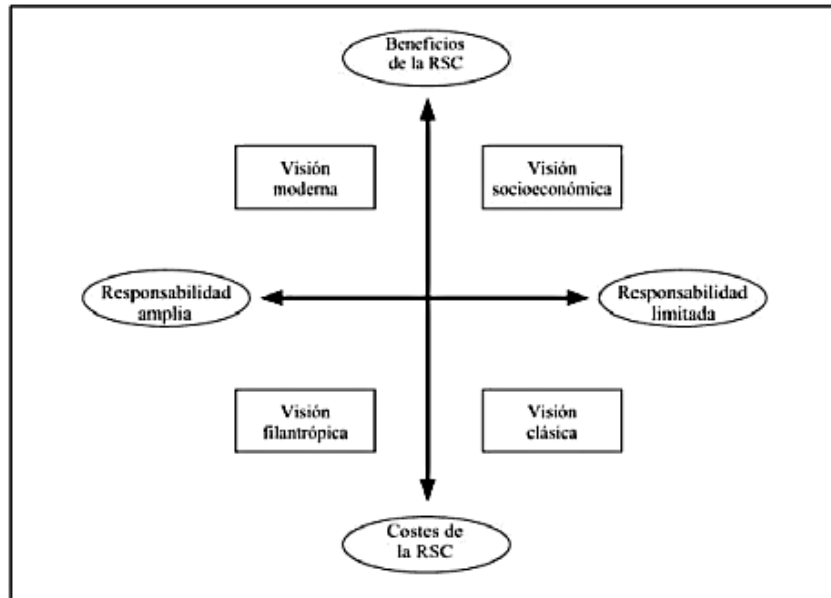 Beneficios
de la RSC
Visión
moderna
Visión
socioeconómica
Responsabilidad
amplia
Responsabilidad
limitada
Visión
filantrópica
Visión
clásica
Costes de
la RSC